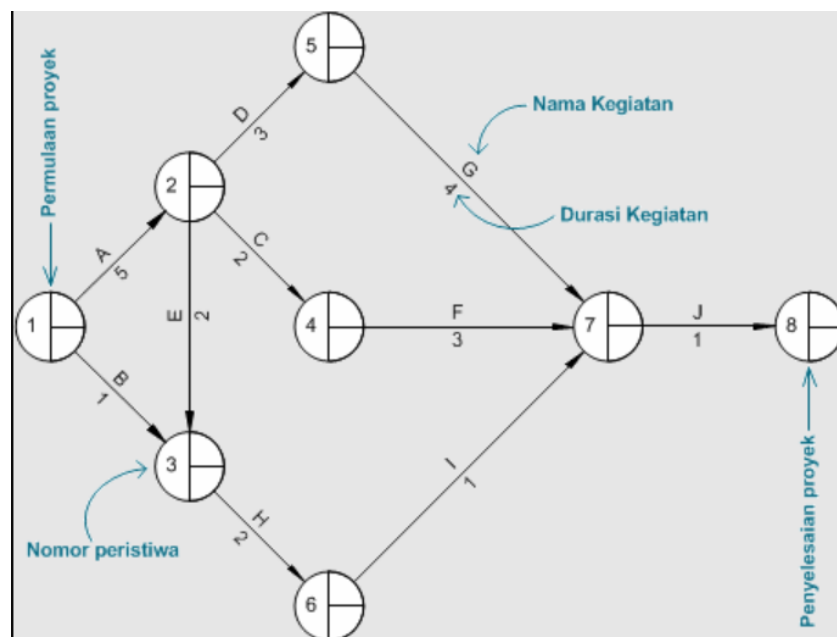 Permulaan proyek
5
Nama Kegiatan
D
3
2
G
4
Durasi Kegiatan
A
5
C
2
E
2
1
4
F
3
7
J
1
8
B
1
3
I
1
H
2
Nomor peristiwa
6
Penyelesaian proyek